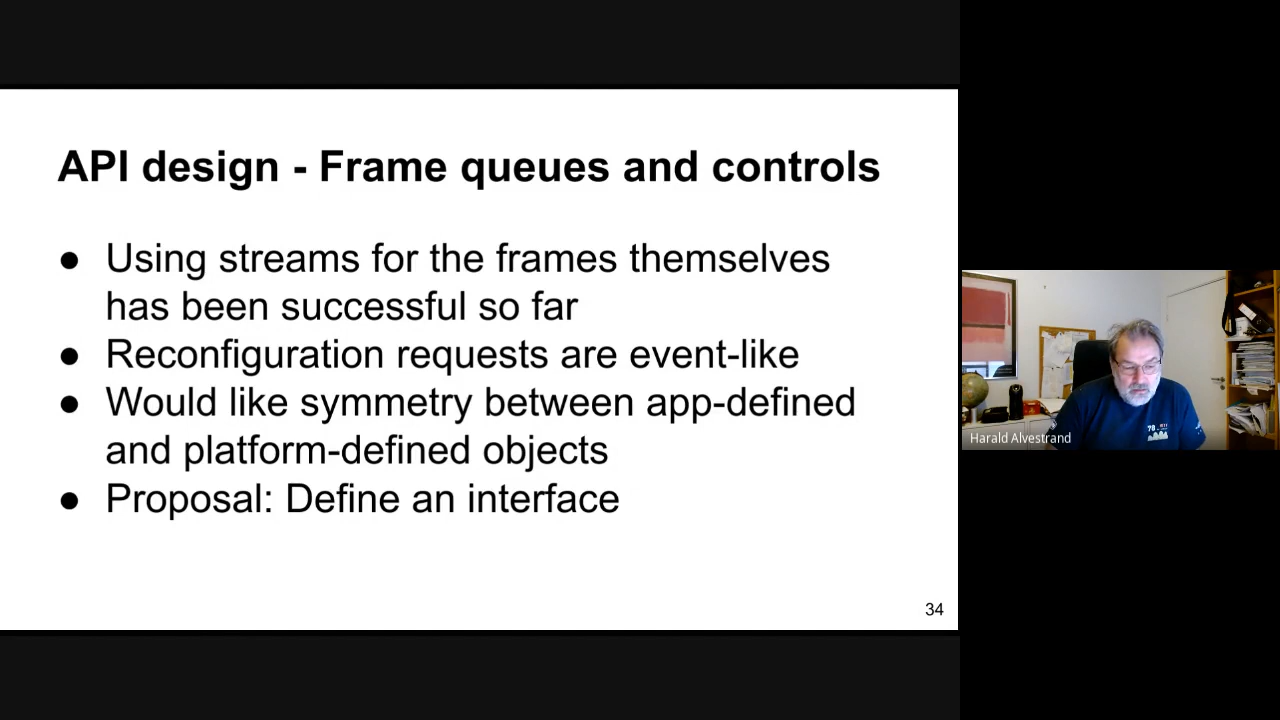 API design - Frame queues and controls
● Using streams for the frames themselves
has been successful so far
● Reconfiguration requests are event-like
● Would like symmetry between app-defined
and platform-defined objects
● Proposal: Define an interface
34
Harald Alvestrand